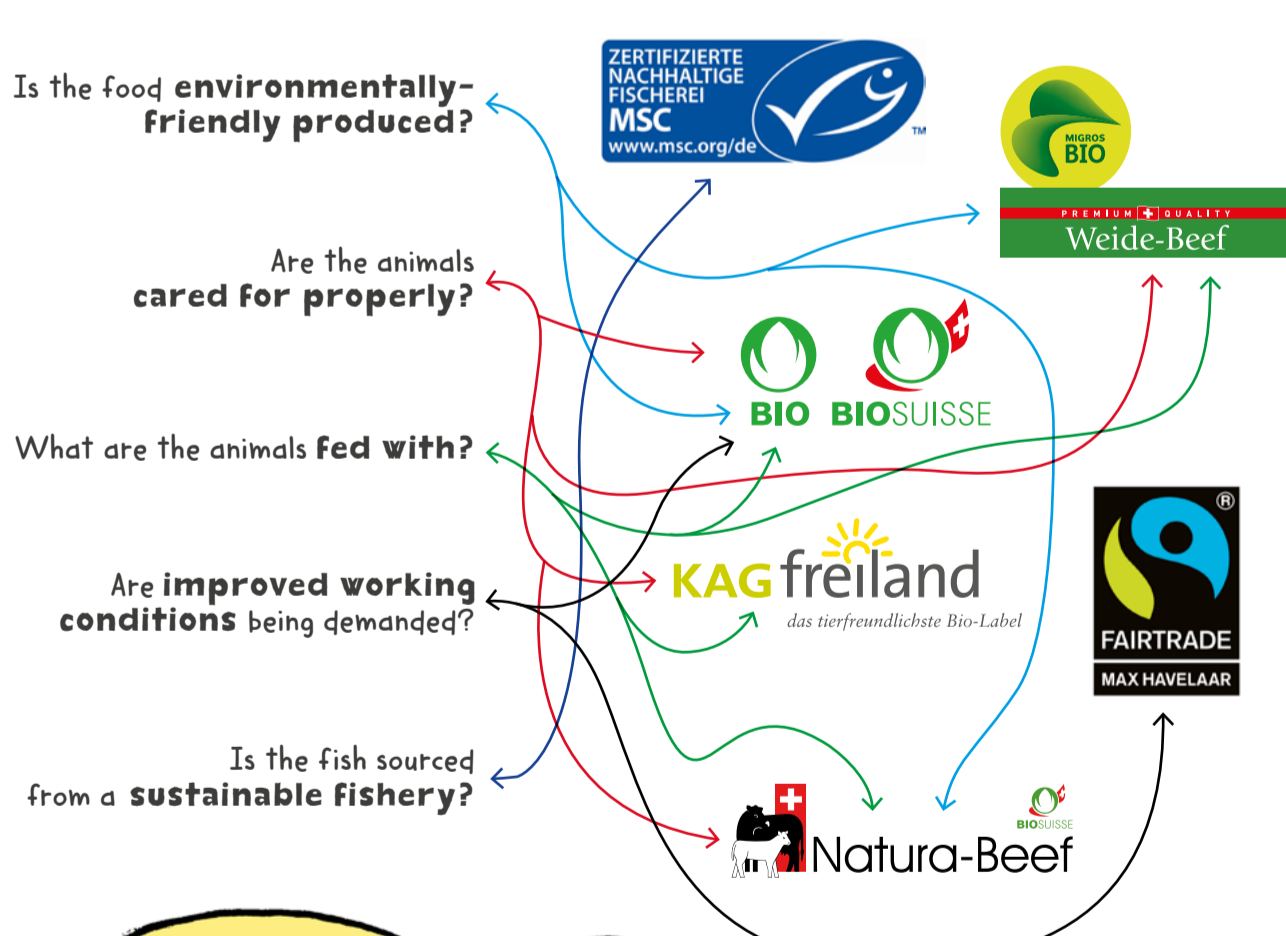 Is the food environmentally-
friendly produced?
ZERTIFIZIERTE
NACHHALTIGE
FISCHEREI
MSC
www.msc.org/de
TM
MIGROS
BIO
PREMIUM QUALITY
Weide-Beef
Are the animals
cared for properly?
BIO BIOSUISSE
What are the animals fed with?
KAGfreiland
das tierfreundlichste Bio-Label
®
FAIRTRADE
MAX HAVELAAR
Are improved working
conditions being demanded?
Is the fish sourced
from a sustainable fishery?
BIOSUISSE
Natura-Beef